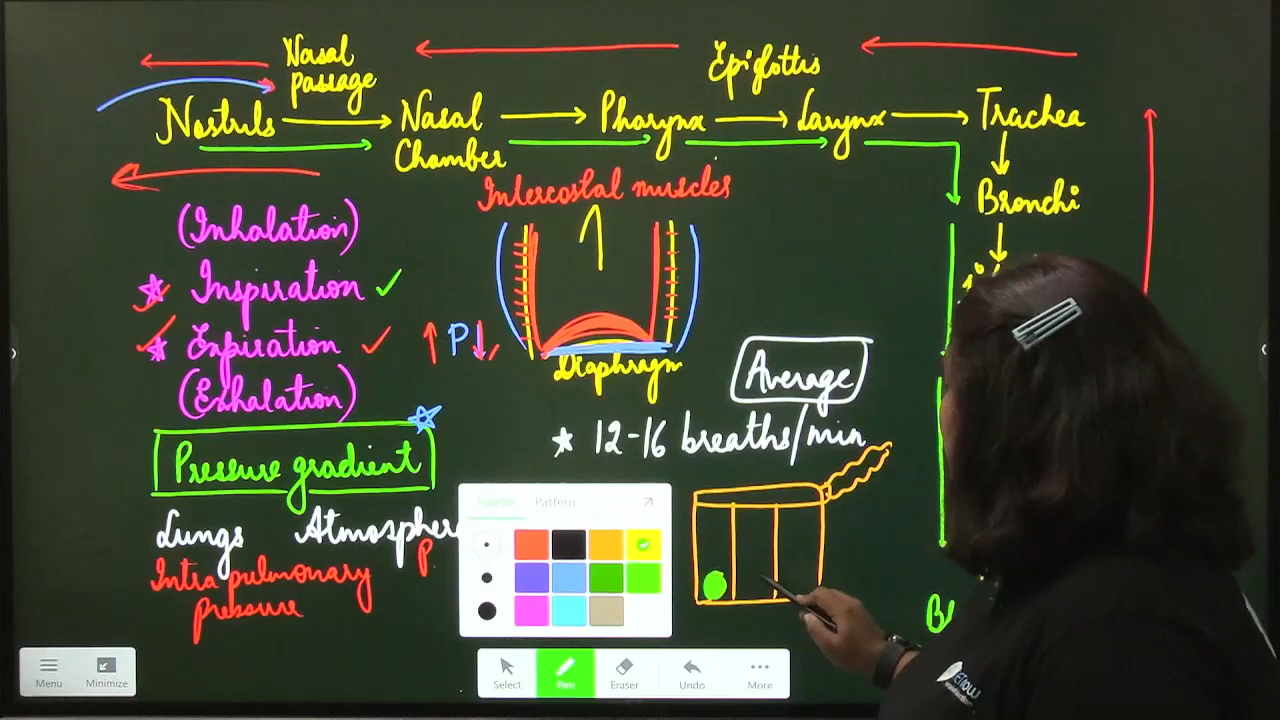 Nasal
passage
Epiglottis
Nostrils
Nasal
Chamber
Pharynx
Larynx
Trachea
Bronchi
1°
Intercostal muscles
(Inhalation)
Inspiration
Expiration
(Exhalation)
P
Diaphragm
Average
12-16 breaths/min
Pressure gradient
Lungs
Atmosphere
P
Intra pulmonary
pressure
Palette
Pattern
Menu
Minimize
Select
Pen
Eraser
Undo
More